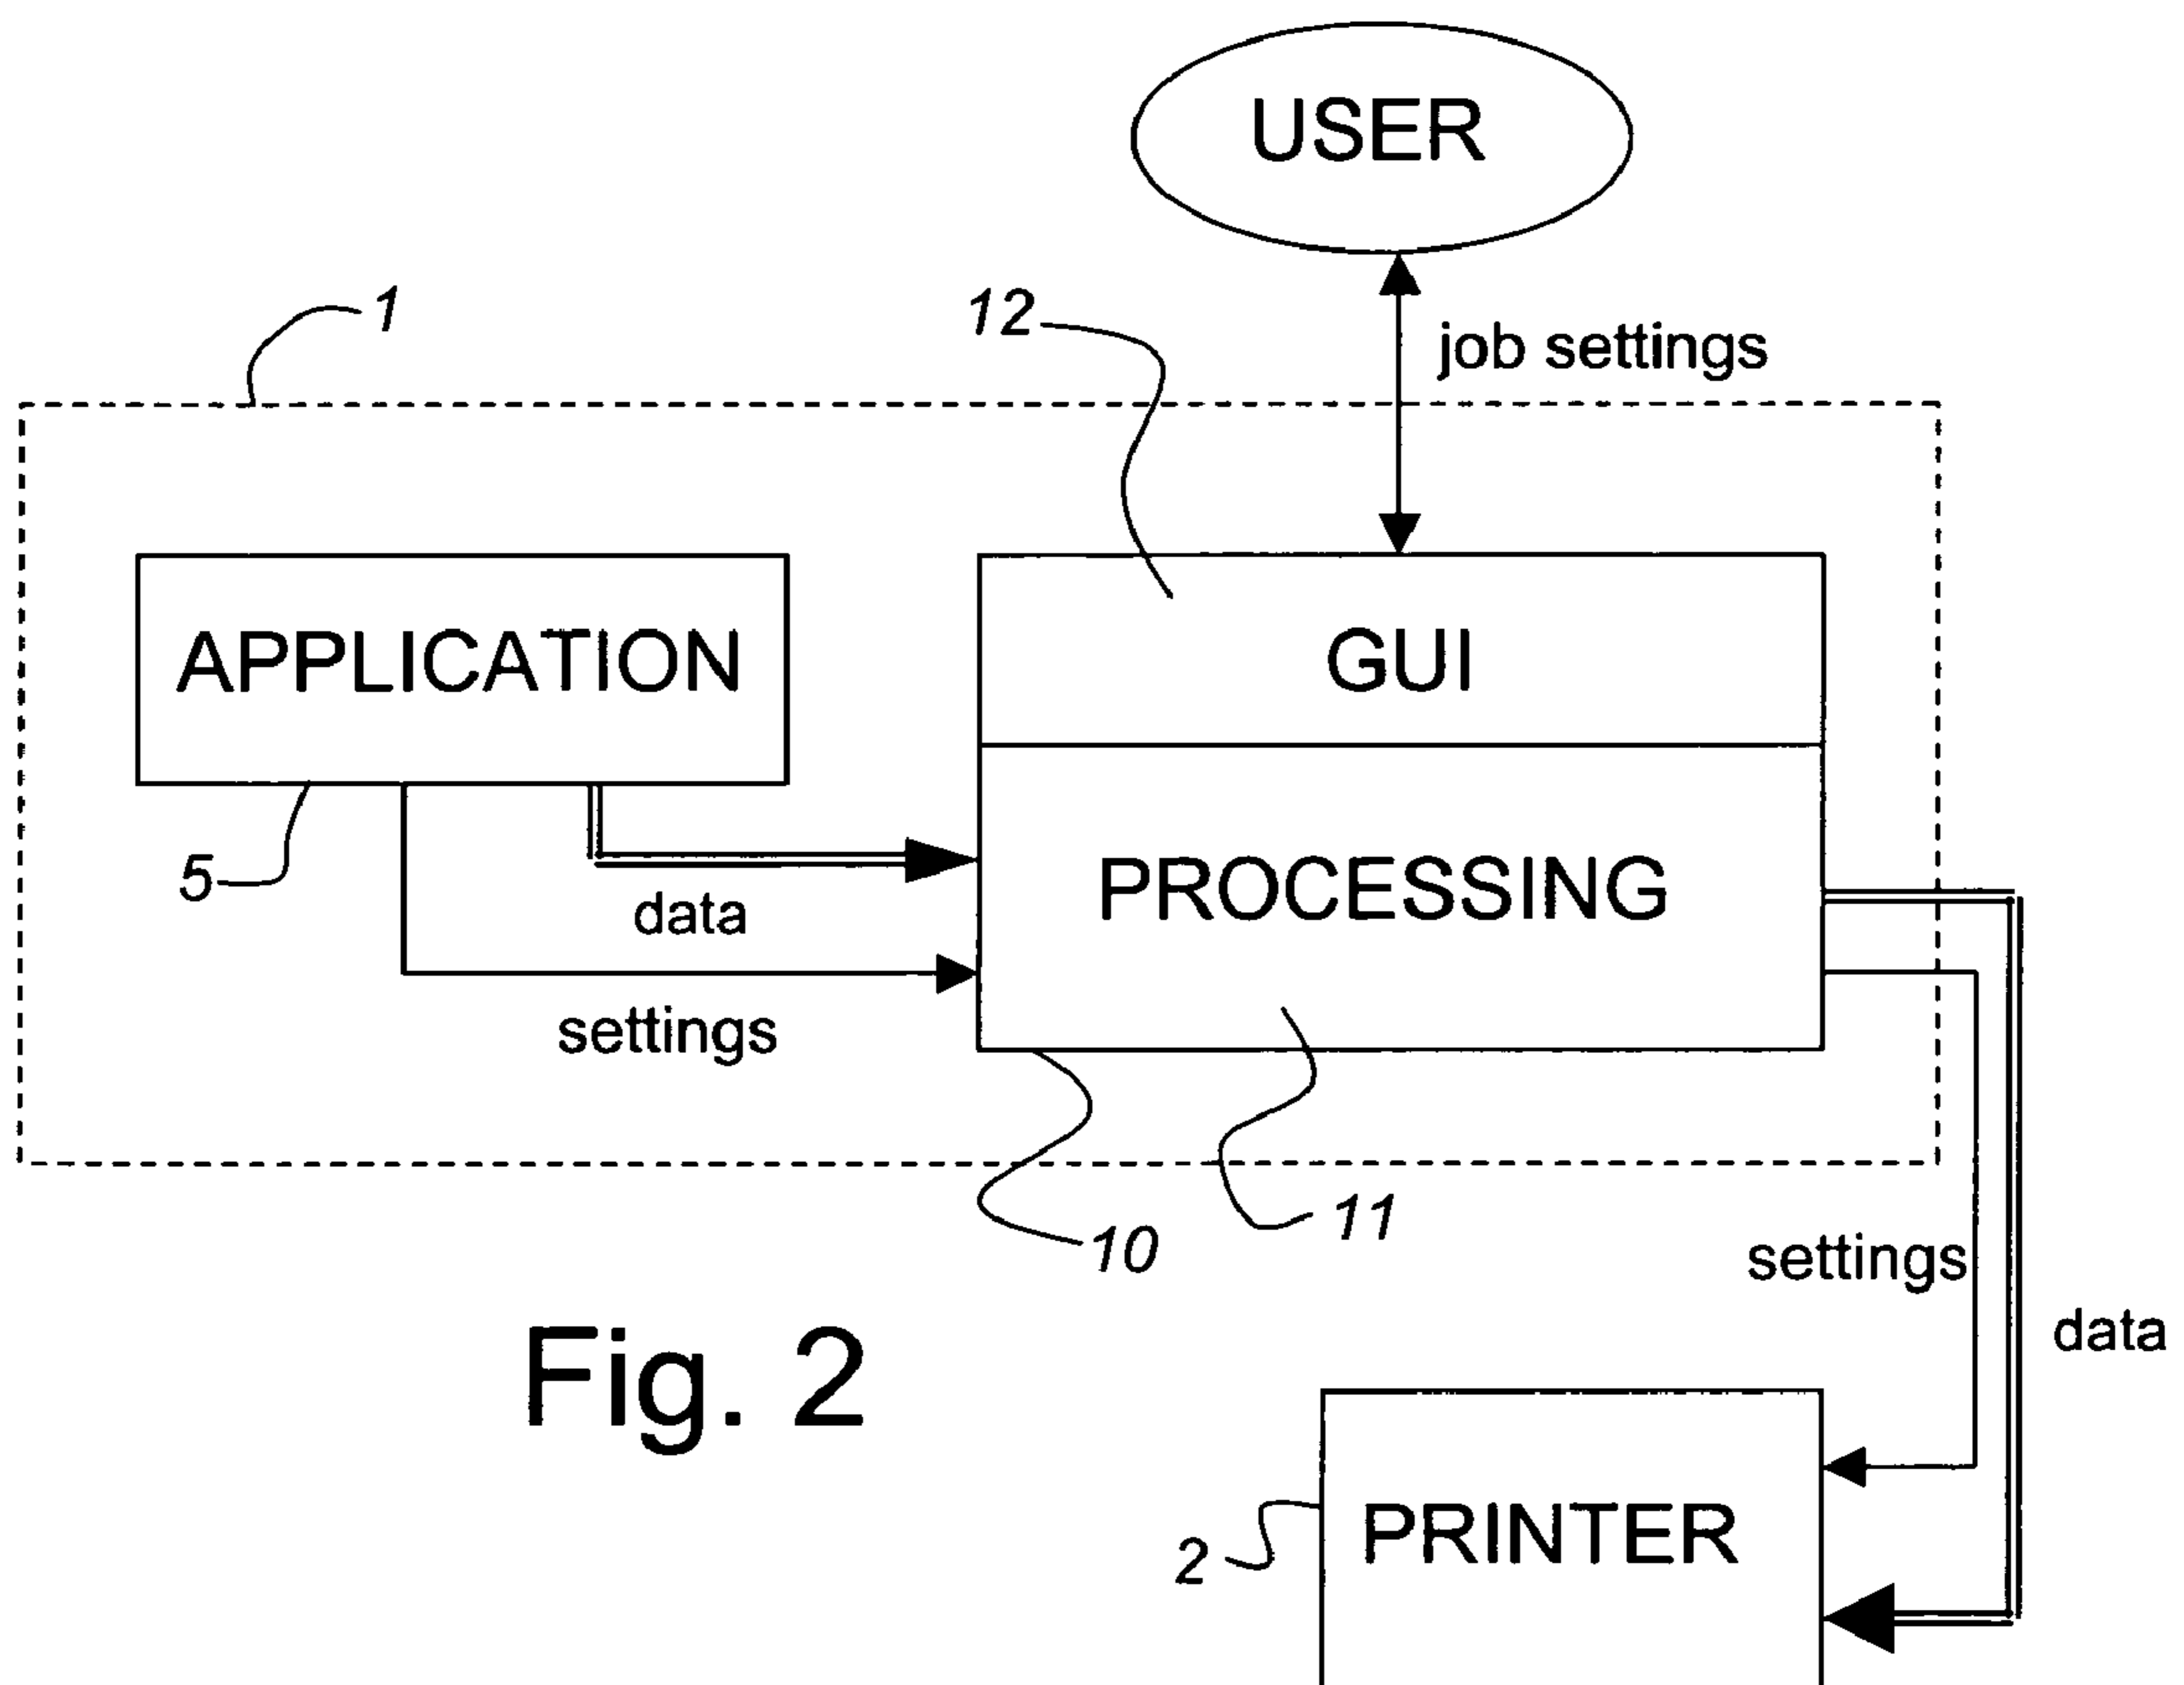 USER
1
12
job settings
APPLICATION
GUI
5
data
PROCESSING
settings
10
11
settings
data
Fig. 2
2
PRINTER